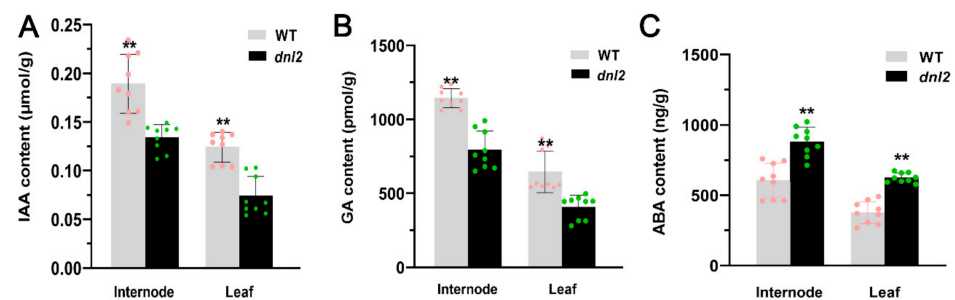 A
IAA content (μmol/g)
0.25
0.20
0.15
0.10
0.05
0.00
**
**
WT
dnl2
Internode
Leaf
B
GA content (pmol/g)
1500
1000
500
0
**
**
WT
dnl2
Internode
Leaf
C
ABA content (ng/g)
1500
1000
500
0
**
**
WT
dnl2
Internode
Leaf